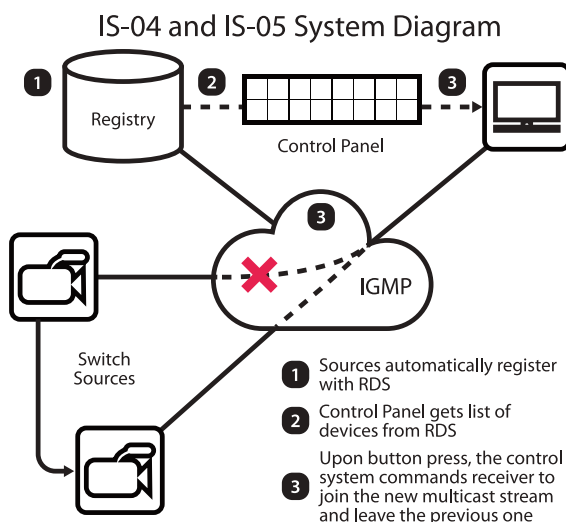 IS-04 and IS-05 System Diagram
1
2
3
Registry
Control Panel
3
IGMP
Switch
Sources
1 Sources automatically register
with RDS
2 Control Panel gets list of
devices from RDS
3 Upon button press, the control
system commands receiver to
join the new multicast stream
and leave the previous one